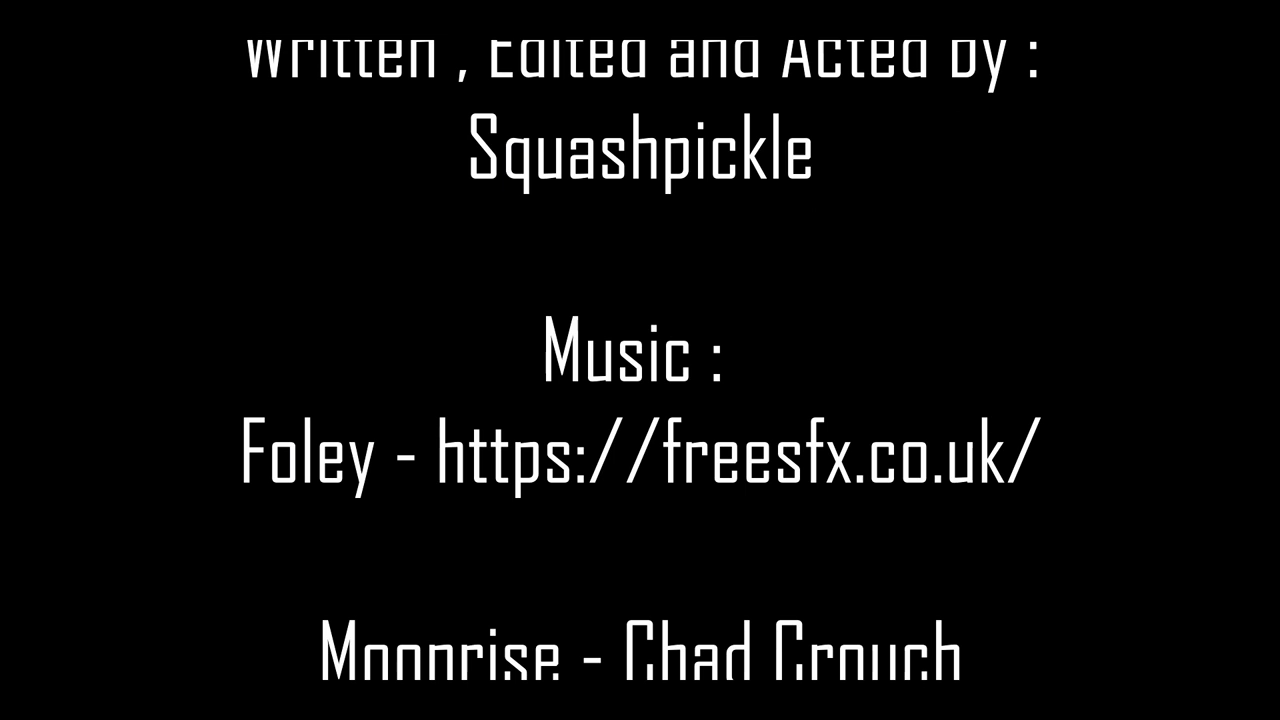 Written , Edited and Acted by :
Squashpickle
Music :
Foley - https://freesfx.co.uk/
Moonrise - Chad Crouch